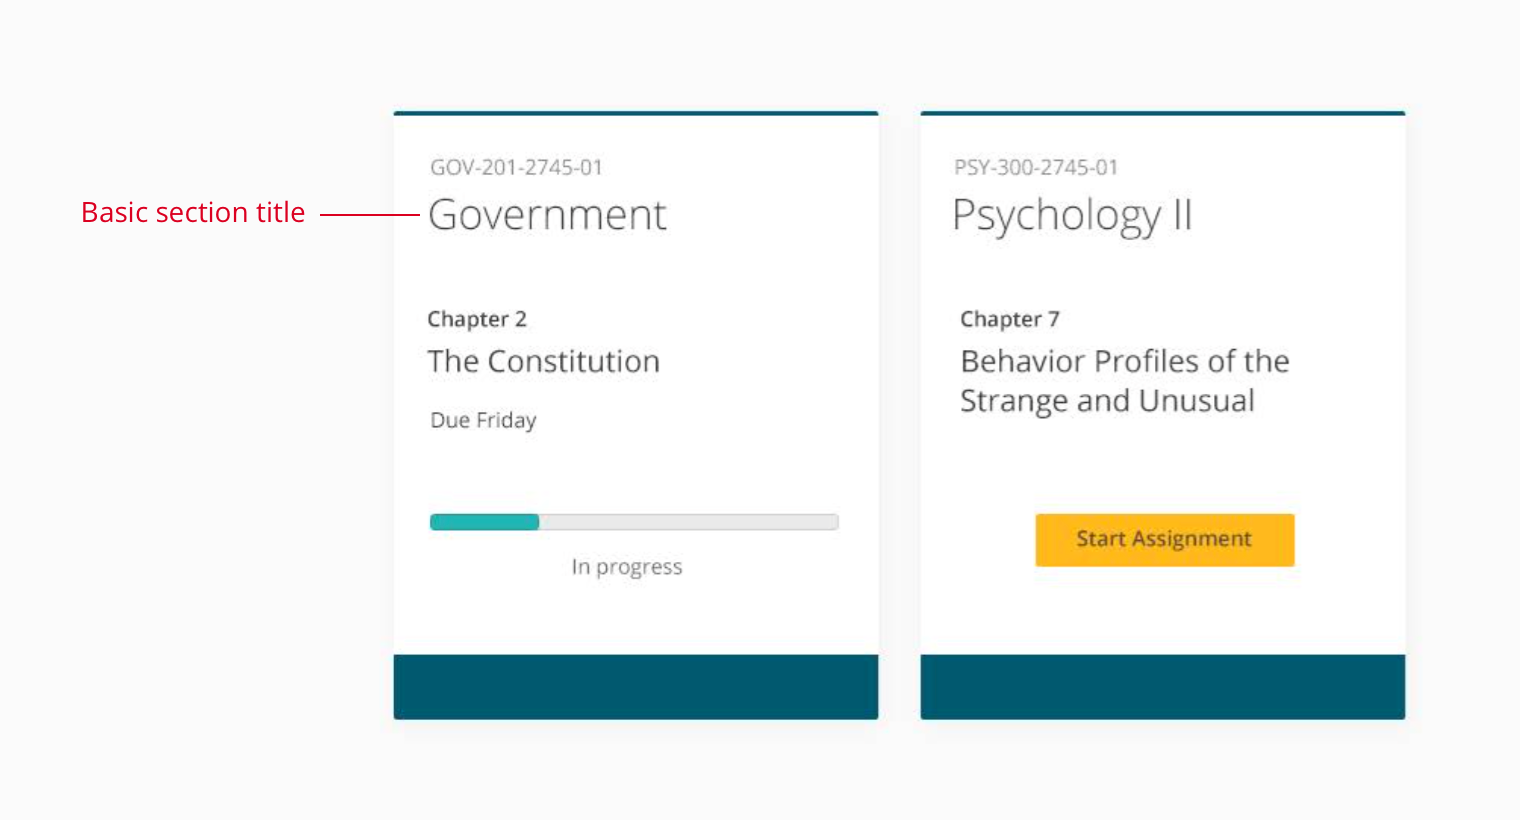 Basic section title
GOV-201-2745-01
Government
Chapter 2
The Constitution
Due Friday
In progress
PSY-300-2745-01
Psychology II
Chapter 7
Behavior Profiles of the
Strange and Unusual
Start Assignment